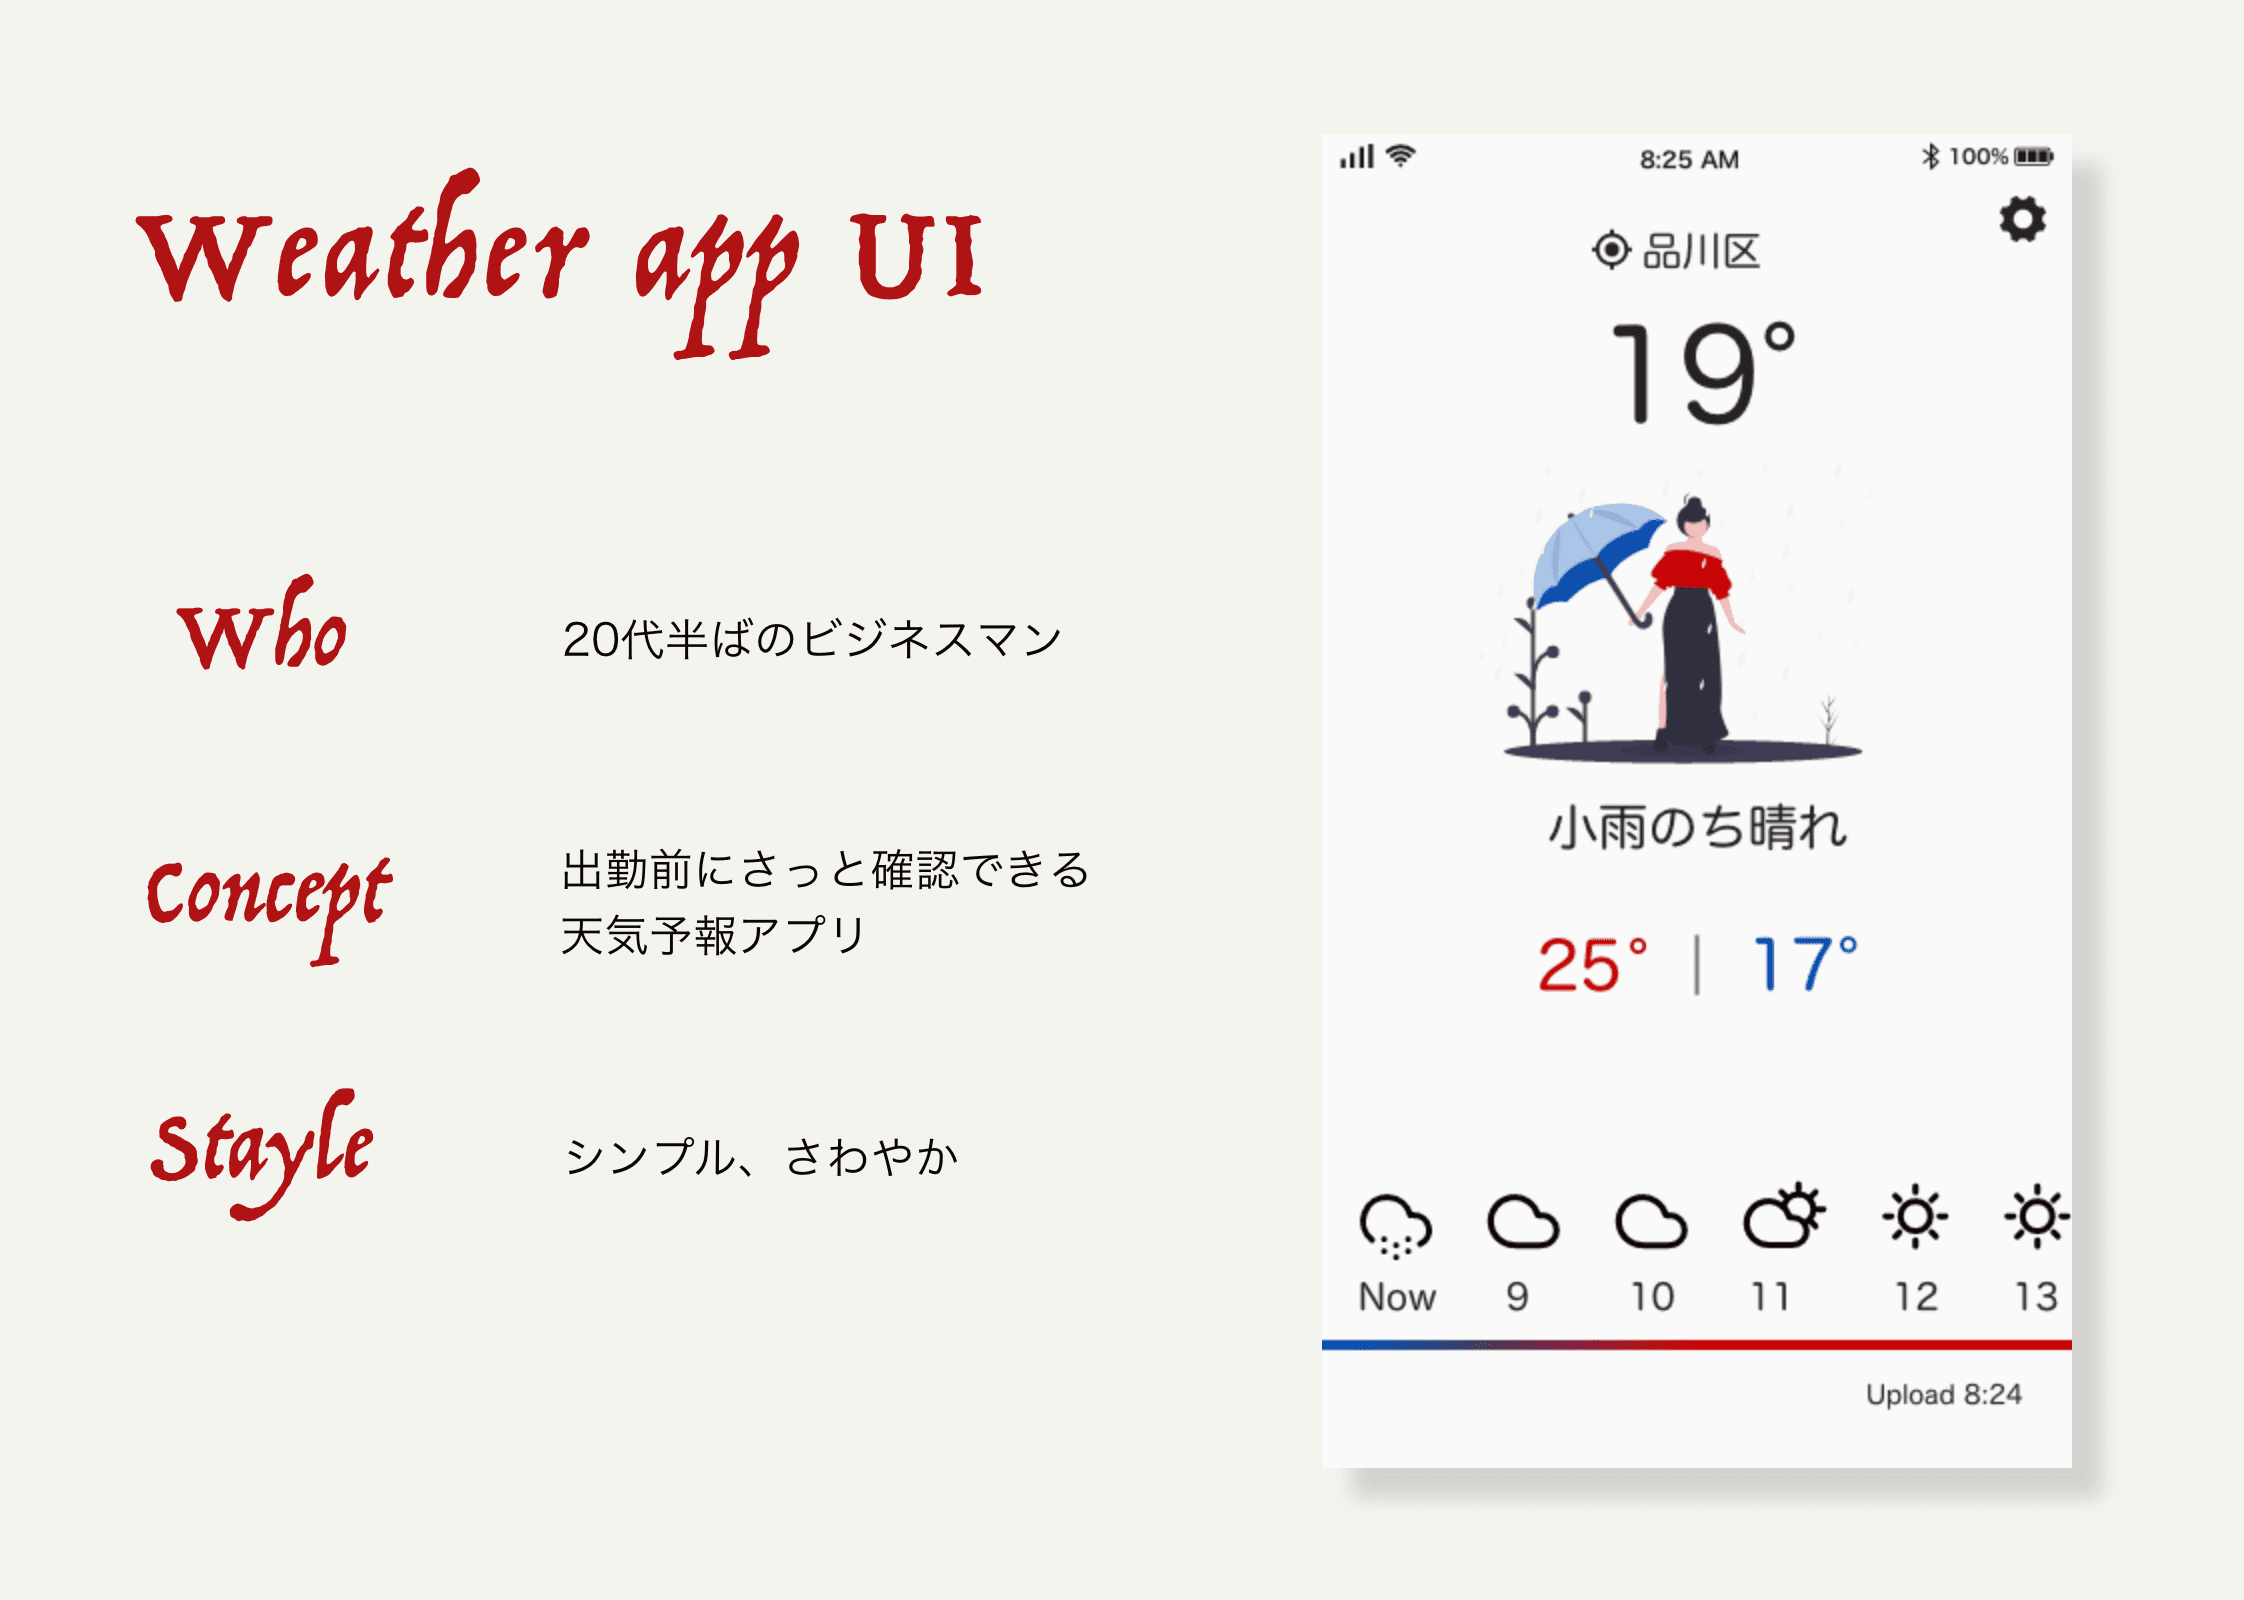 Weather app UI
Who
20代半ばのビジネスマン
Concept
出勤前にさっと確認できる
天気予報アプリ
Stayle
シンプル、さわやか
8:25 AM
100%
品川区
19°
小雨のち晴れ
25° | 17°
Now 9 10 11 12 13
Upload 8:24